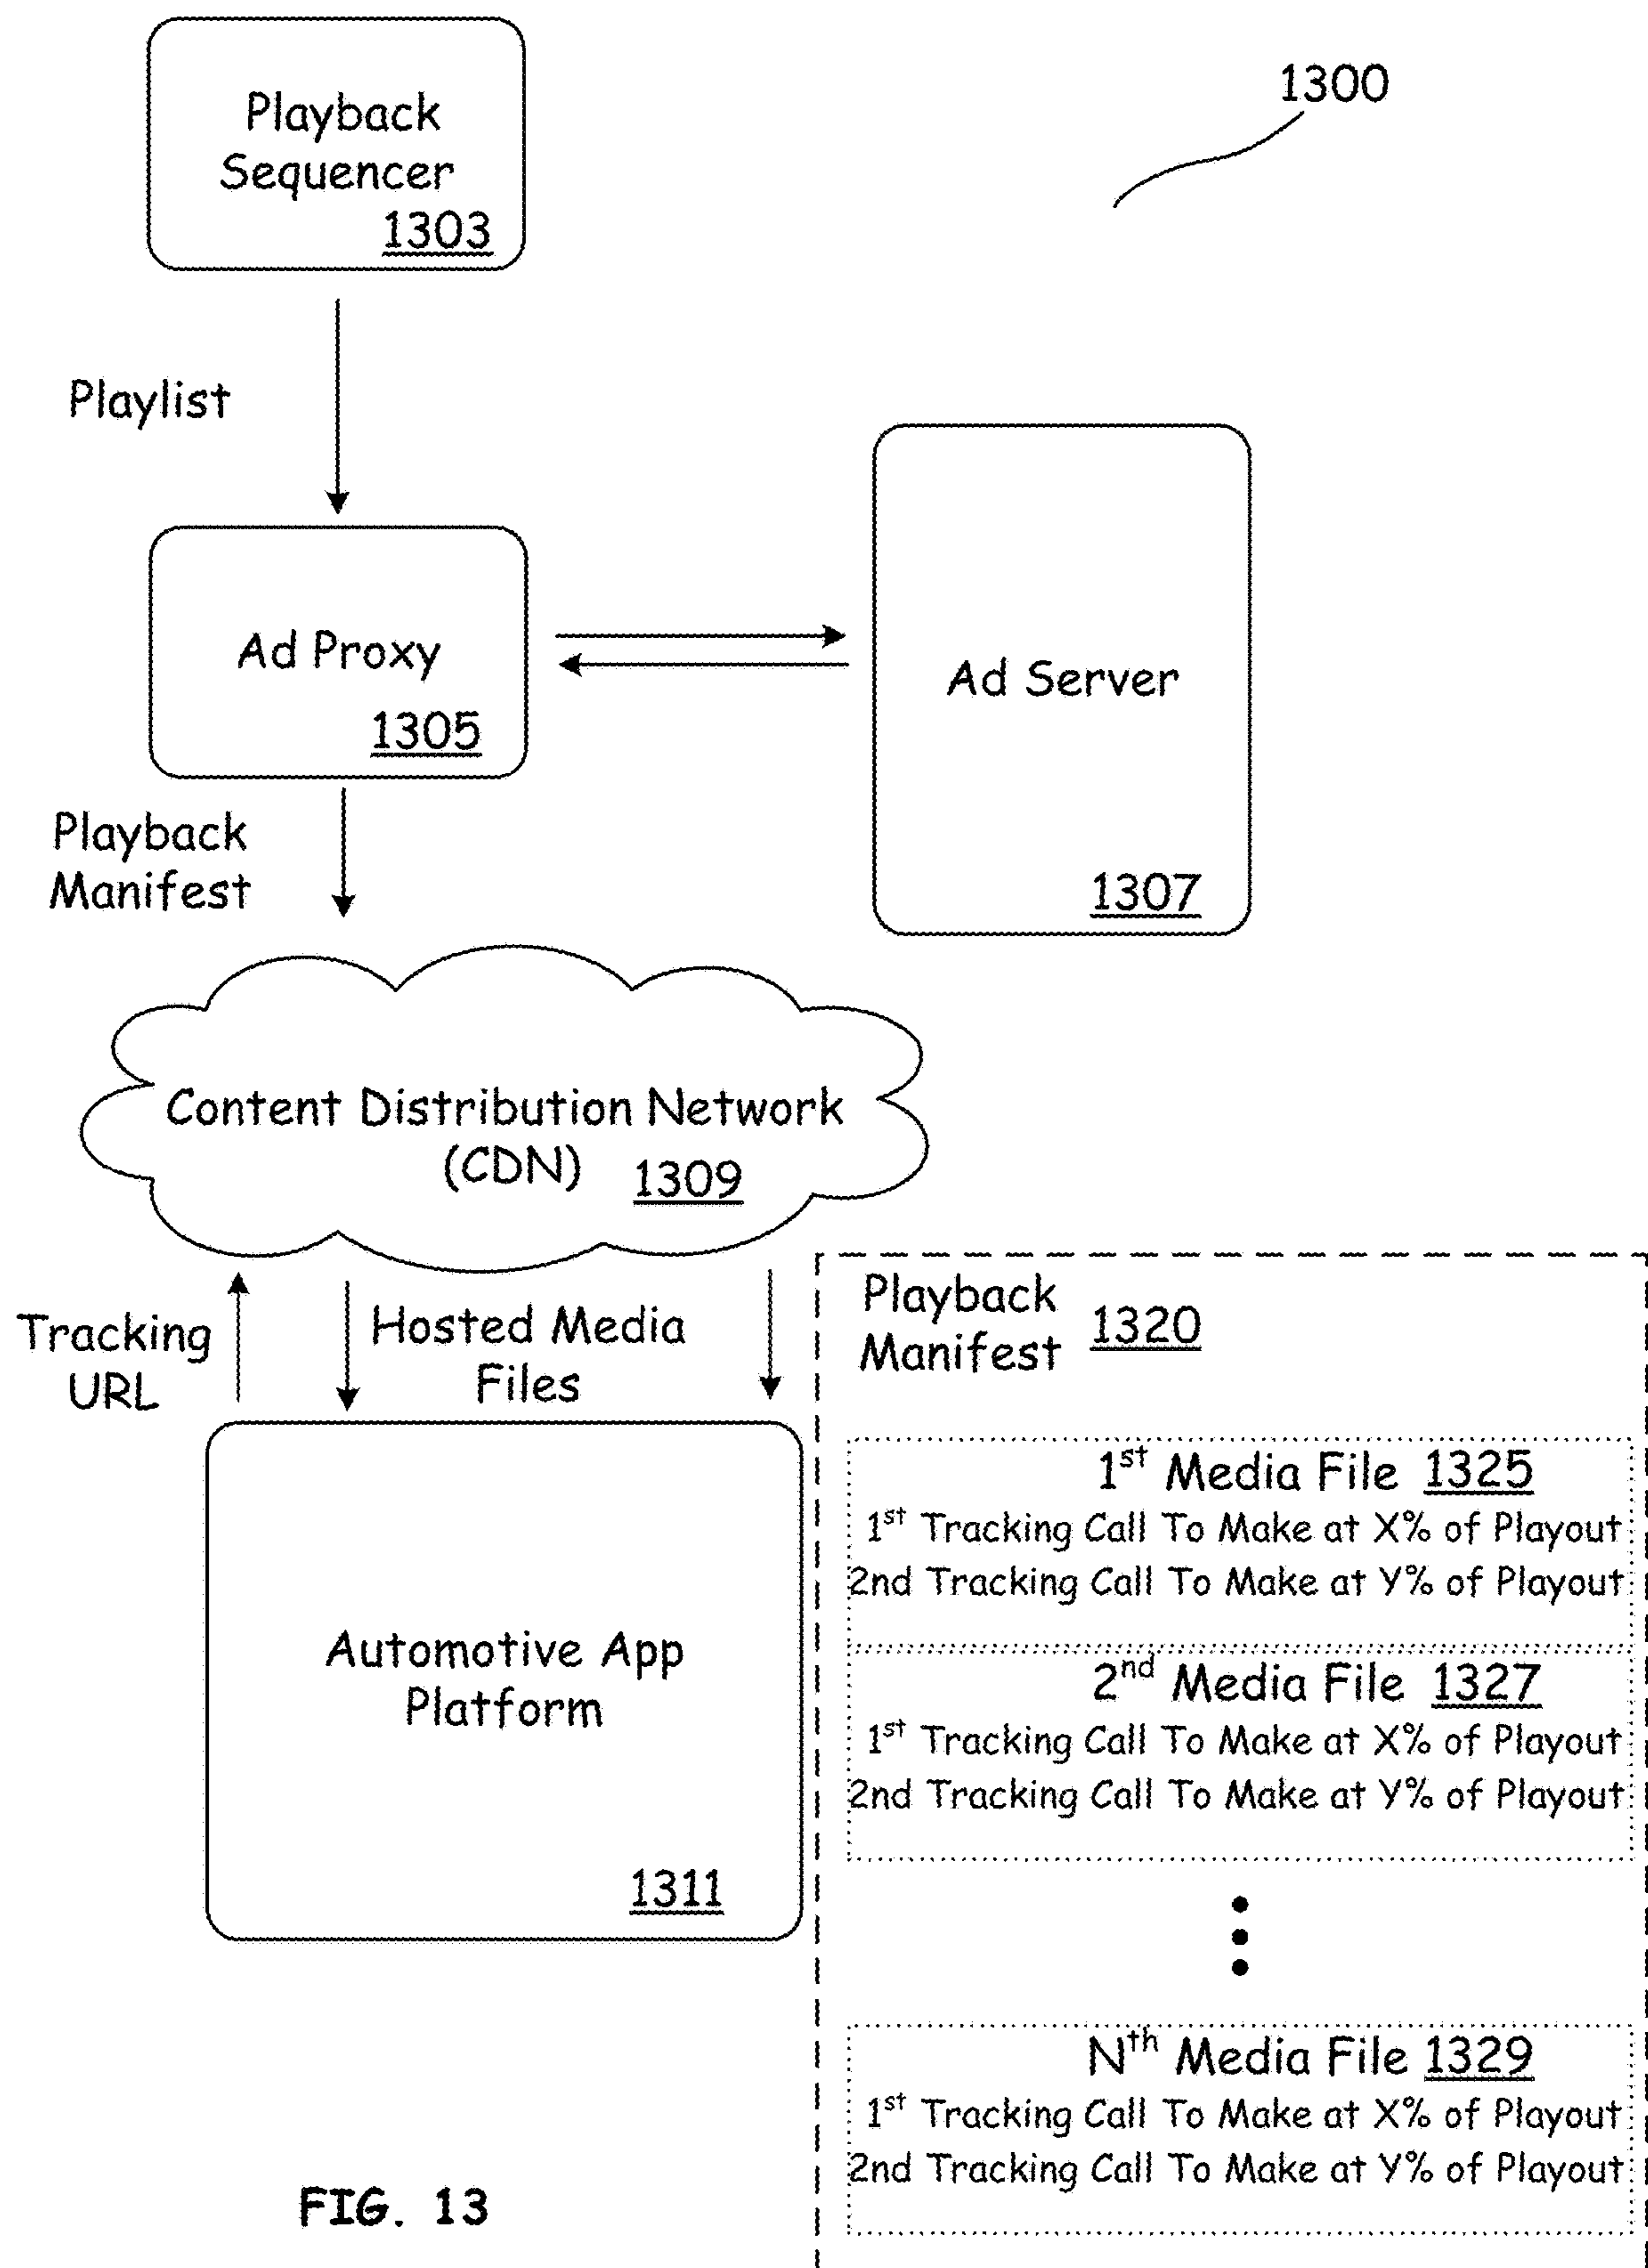 Playback
Sequencer
1303
1300
Playlist
Ad Proxy
1305
Ad Server
1307
Playback
Manifest
Content Distribution Network
(CDN) 1309
Tracking
URL
Hosted Media
Files
Automotive App
Platform
1311
Playback
Manifest 1320
1st Media File 1325
1st Tracking Call To Make at X% of Playout
2nd Tracking Call To Make at Y% of Playout
2nd Media File 1327
1st Tracking Call To Make at X% of Playout
2nd Tracking Call To Make at Y% of Playout
Nth Media File 1329
1st Tracking Call To Make at X% of Playout
2nd Tracking Call To Make at Y% of Playout
FIG. 13